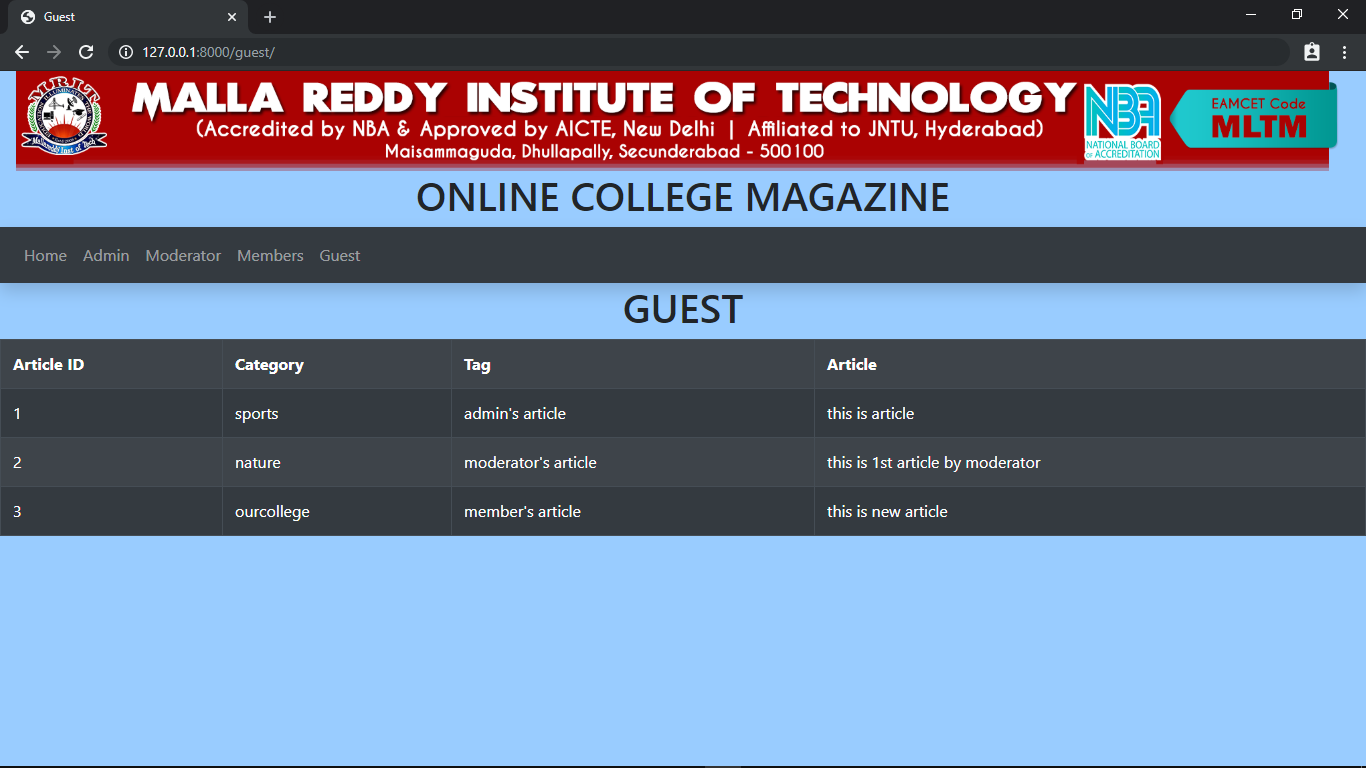 Guest
127.0.0.1:8000/guest/
MALLA REDDY INSTITUTE OF TECHNOLOGY
(Accredited by NBA & Approved by AICTE, New Delhi | Affiliated to JNTU, Hyderabad)
Maisammaguda, Dhullapally, Secunderabad - 500100
NBA
NATIONAL BOARD
OF ACCREDITATION
EAMCET Code
MLTM
ONLINE COLLEGE MAGAZINE
Home Admin Moderator Members Guest
GUEST
Article ID Category Tag Article
1 sports admin's article this is article
2 nature moderator's article this is 1st article by moderator
3 ourcollege member's article this is new article